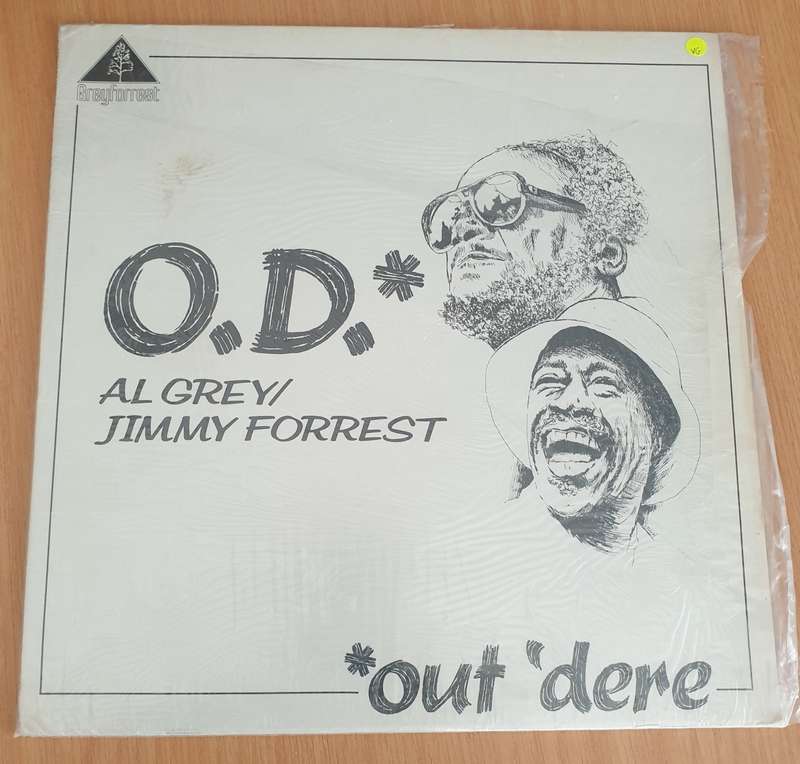 Greyforrest
VG
O.D.*
AL GREY/
JIMMY FORREST
*out 'dere